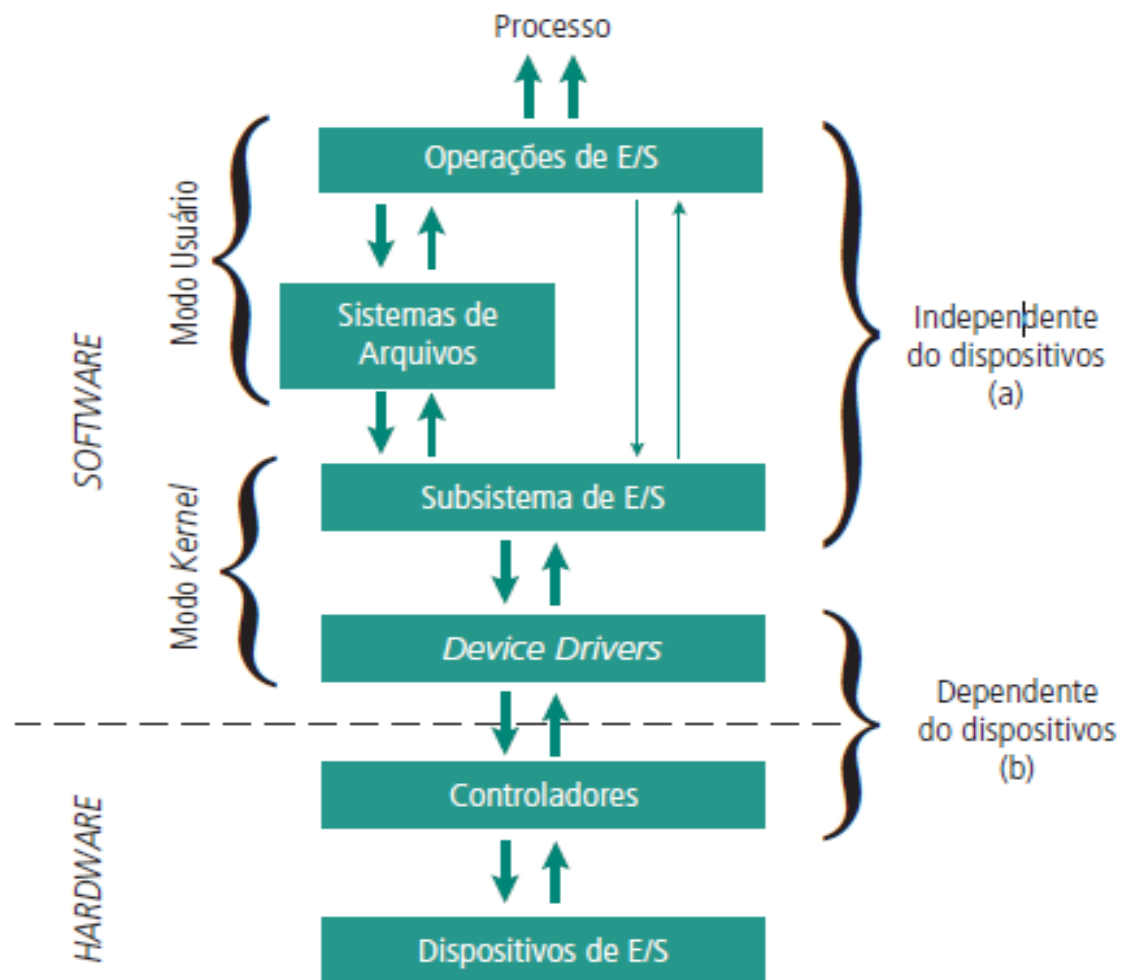 Processo
Operações de E/S
Modo Usuário
Sistemas de
Arquivos
Independente
do dispositivos
(a)
SOFTWARE
Subsistema de E/S
Modo Kernel
Device Drivers
Dependente
do dispositivos
(b)
Controladores
HARDWARE
Dispositivos de E/S